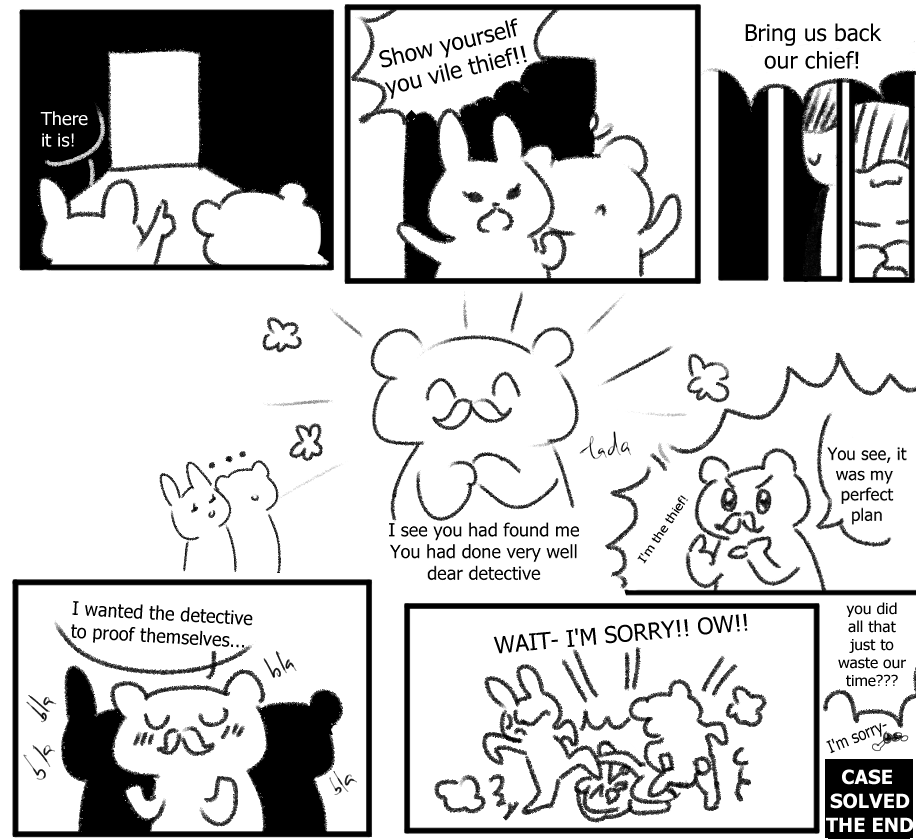 There
it is!
Show yourself
you vile thief!!
Bring us back
our chief!
...
tada
I see you had found me
You had done very well
dear detective
I'm the thief!
You see, it
was my
perfect
plan
I wanted the detective
to proof themselves...
bla
bla
bla
bla
WAIT- I'M SORRY!! OW!!
you did
all that
just to
waste our
time???
I'm sorry-
CASE
SOLVED
THE END